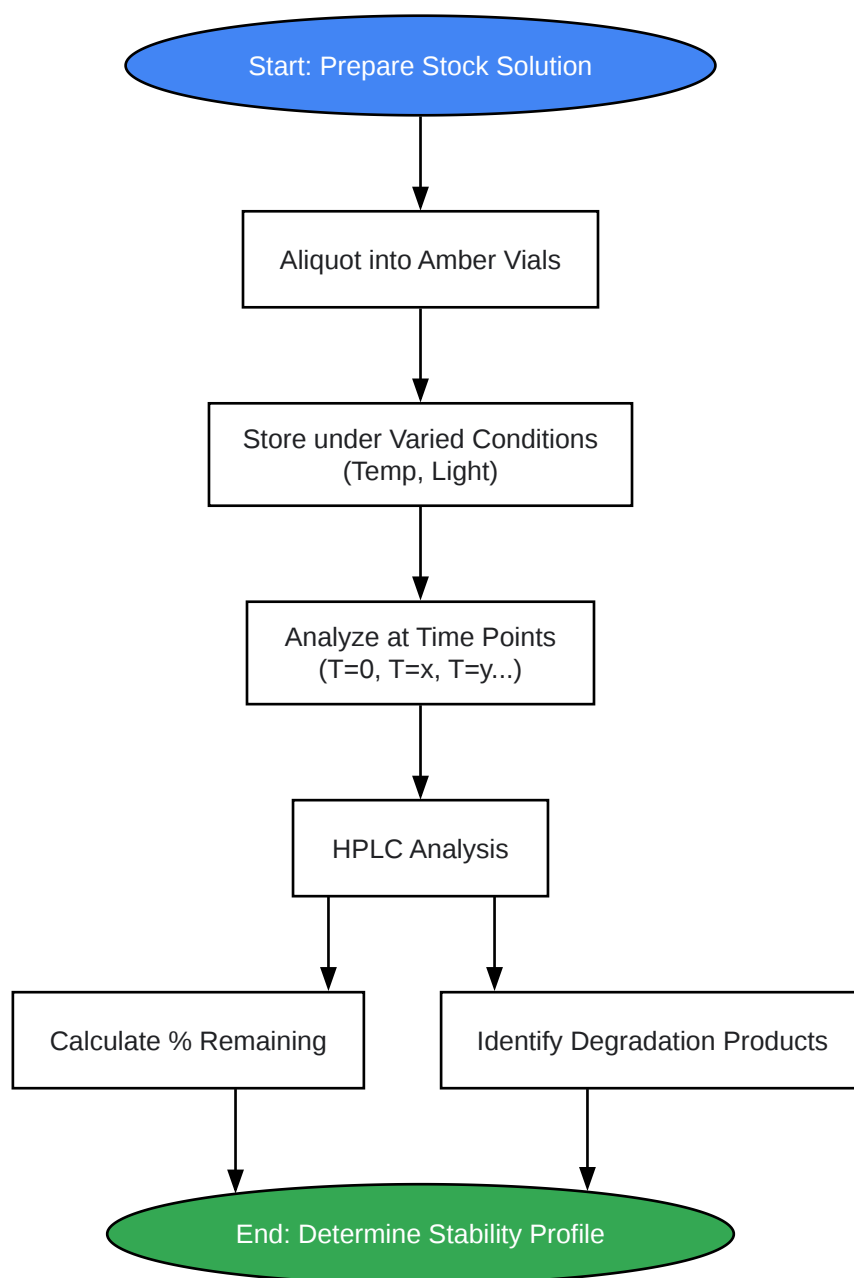 Start: Prepare Stock Solution
Aliquot into Amber Vials
Store under Varied Conditions
(Temp, Light)
Analyze at Time Points
(T=0, T=x, T=y...)
HPLC Analysis
Calculate % Remaining
Identify Degradation Products
End: Determine Stability Profile